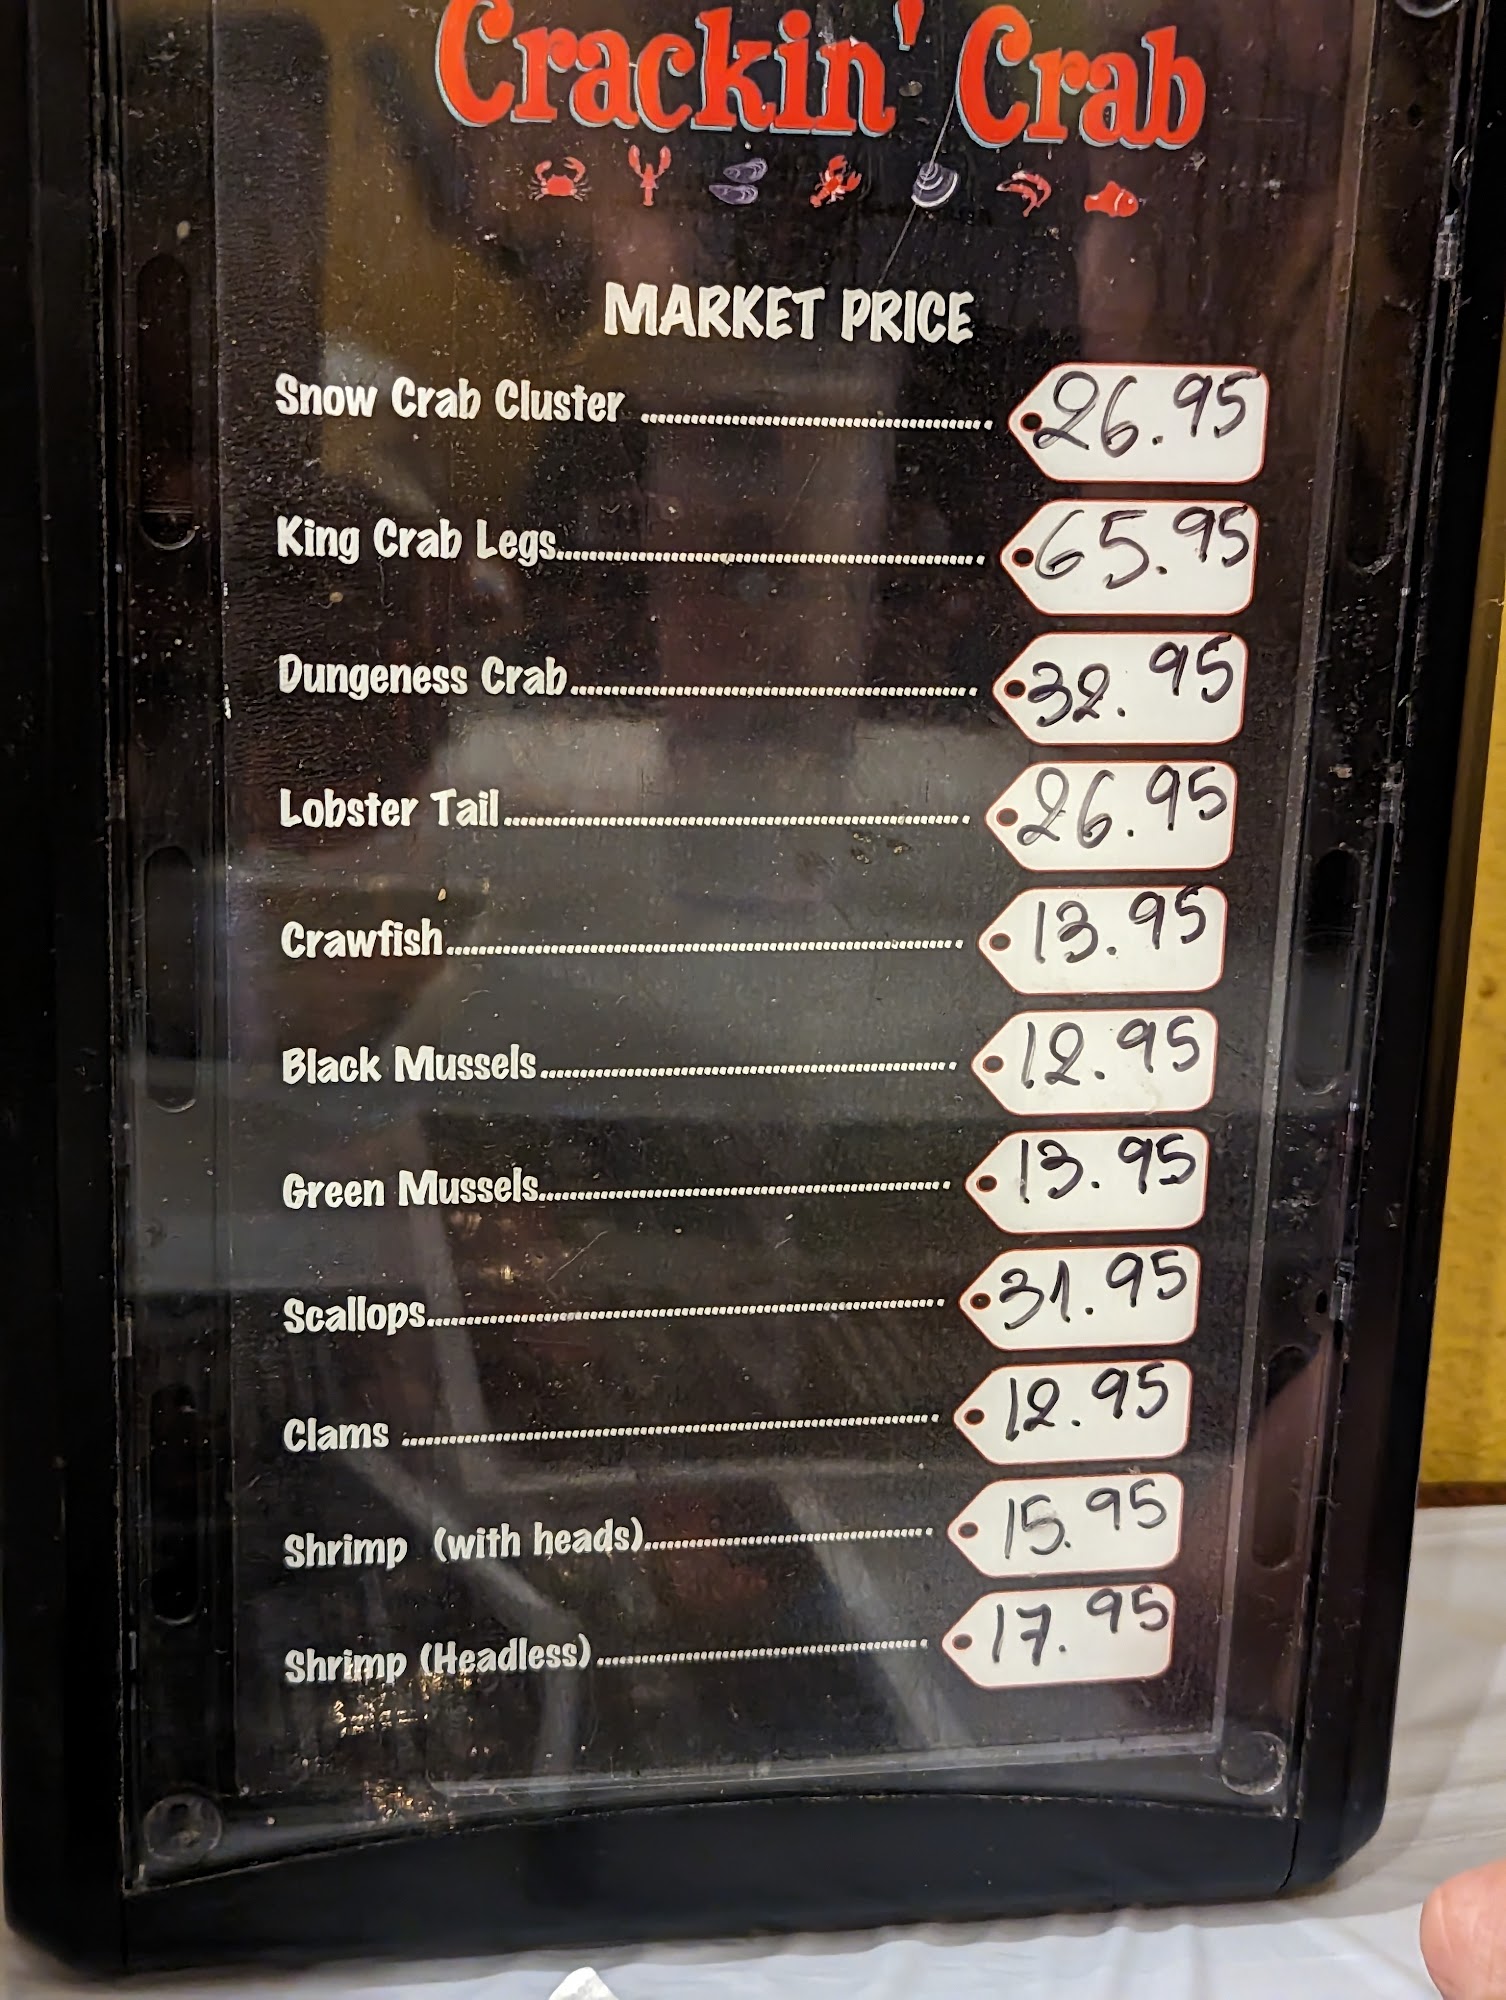 Crackin' Crab
MARKET PRICE
Snow Crab Cluster ........ 26.95
King Crab Legs........ 65.95
Dungeness Crab........ 32.95
Lobster Tail........ 26.95
Crawfish........ 13.95
Black Mussels........ 12.95
Green Mussels........ 13.95
Scallops........ 31.95
Clams ........ 12.95
Shrimp (with heads)........ 15.95
Shrimp (Headless)........ 17.95